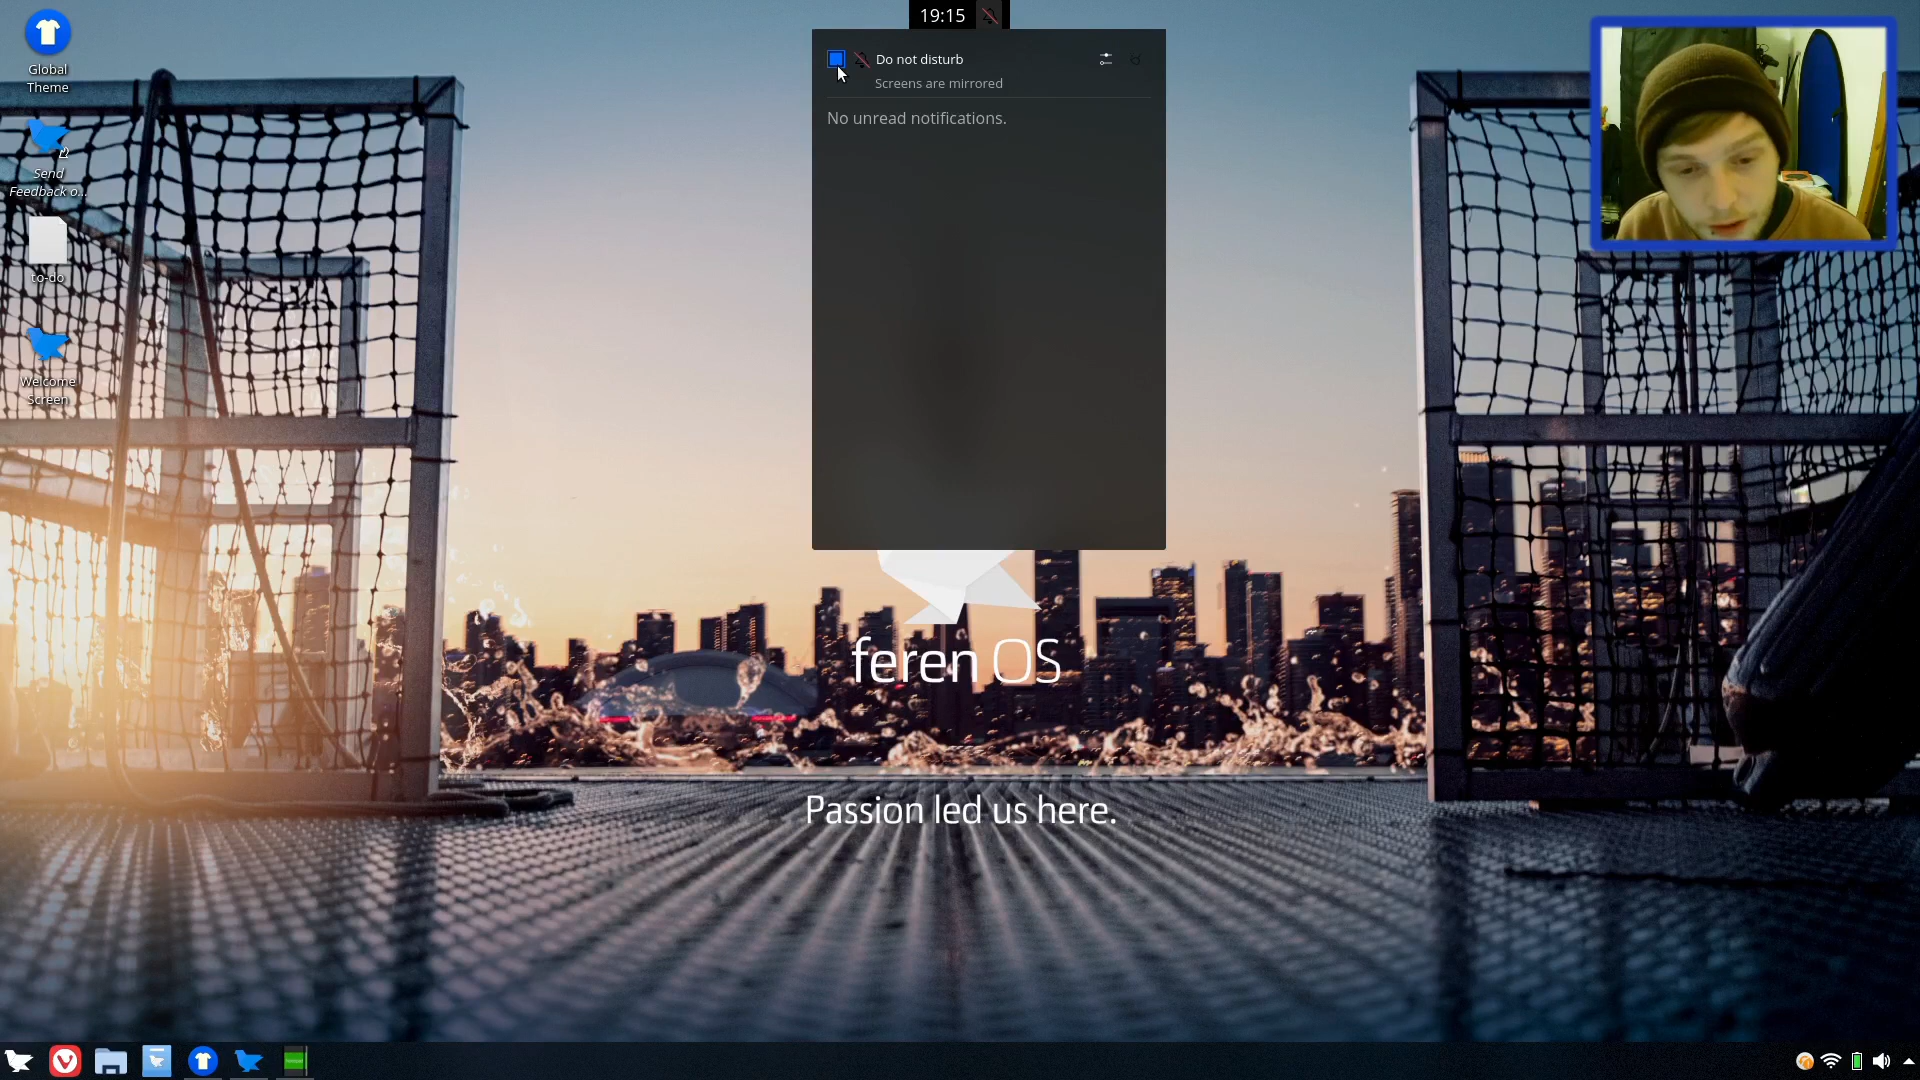 19:15
Do not disturb
Screens are mirrored
No unread notifications.
Global
Theme
Send
Feedback o...
to-do
Welcome
Screen
feren OS
Passion led us here.